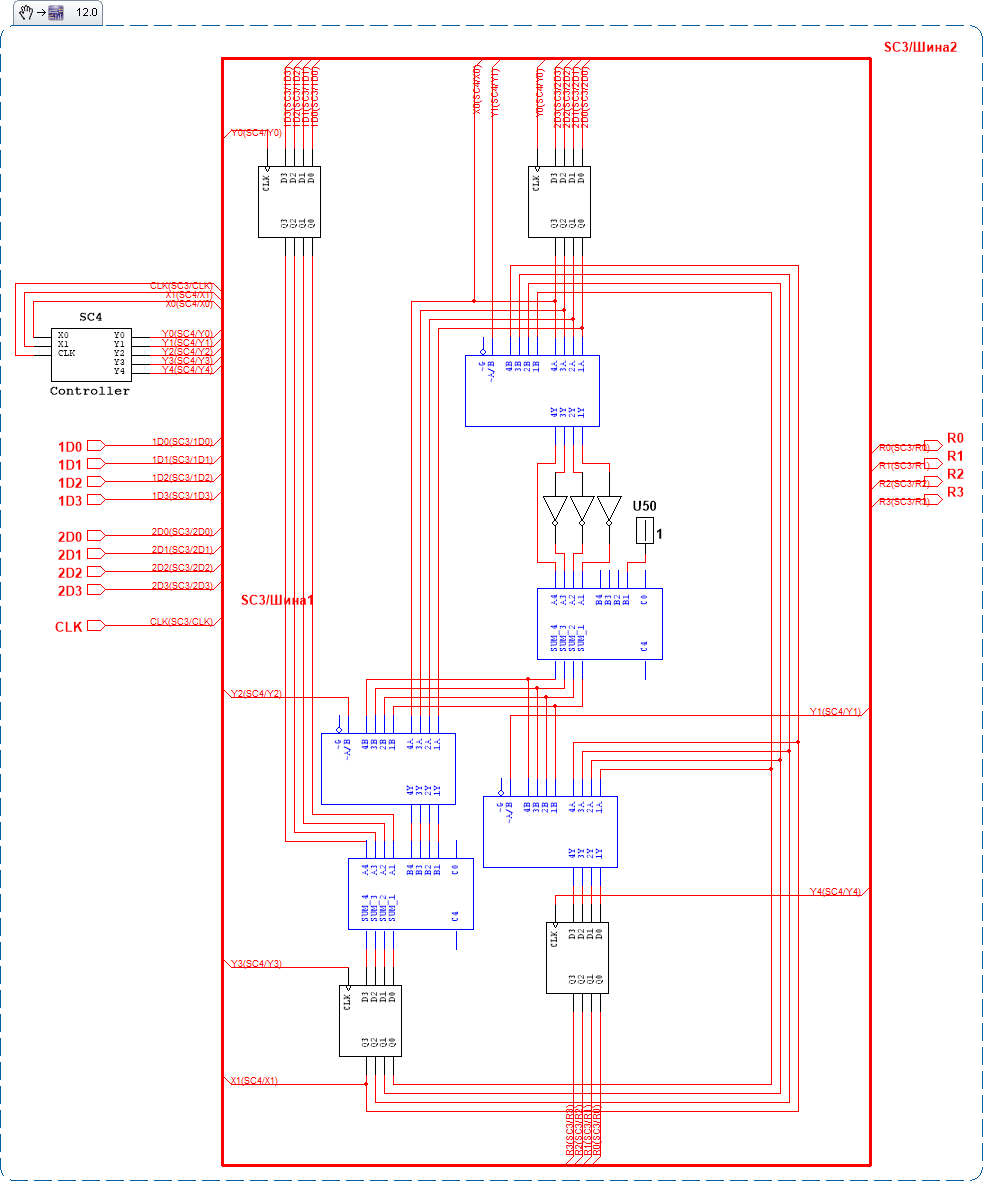 12.0
SC3/Шина2
1D3(SC3/1D3)
1D2(SC3/1D2)
1D1(SC3/1D1)
1D0(SC3/1D0)
X0(SC4/X0)
Y1(SC4/Y1)
Y0(SC4/Y0)
2D3(SC3/2D3)
2D2(SC3/2D2)
2D1(SC3/2D1)
2D0(SC3/2D0)
Y0(SC4/Y0)
CLK D3 D2 D1 D0
Q3 Q2 Q1 Q0
CLK D3 D2 D1 D0
Q3 Q2 Q1 Q0
CLK(SC3/CLK)
X1(SC4/X1)
X0(SC4/X0)
SC4
X0 Y0
X1 Y1
CLK Y2
Y3
Y4
Y0(SC4/Y0)
Y1(SC4/Y1)
Y2(SC4/Y2)
Y3(SC4/Y3)
Y4(SC4/Y4)
Controller
~G ~A/B 4B 3B 2B 1B 4A 3A 2A 1A
4Y 3Y 2Y 1Y
1D0 1D0(SC3/1D0)
1D1 1D1(SC3/1D1)
1D2 1D2(SC3/1D2)
1D3 1D3(SC3/1D3)
R0(SC3/R0) R0
R1(SC3/R1) R1
R2(SC3/R2) R2
R3(SC3/R3) R3
U50
1
2D0 2D0(SC3/2D0)
2D1 2D1(SC3/2D1)
2D2 2D2(SC3/2D2)
2D3 2D3(SC3/2D3)
SC3/Шина1
CLK CLK(SC3/CLK)
A4 A3 A2 A1 B4 B3 B2 B1 C0
SUM_4 SUM_3 SUM_2 SUM_1 C4
Y2(SC4/Y2)
Y1(SC4/Y1)
~G ~A/B 4B 3B 2B 1B 4A 3A 2A 1A
4Y 3Y 2Y 1Y
~G ~A/B 4B 3B 2B 1B 4A 3A 2A 1A
4Y 3Y 2Y 1Y
A4 A3 A2 A1 B4 B3 B2 B1 C0
SUM_4 SUM_3 SUM_2 SUM_1 C4
Y4(SC4/Y4)
CLK D3 D2 D1 D0
Q3 Q2 Q1 Q0
Y3(SC4/Y3)
CLK D3 D2 D1 D0
Q3 Q2 Q1 Q0
X1(SC4/X1)
R3(SC3/R3)
R2(SC3/R2)
R1(SC3/R1)
R0(SC3/R0)